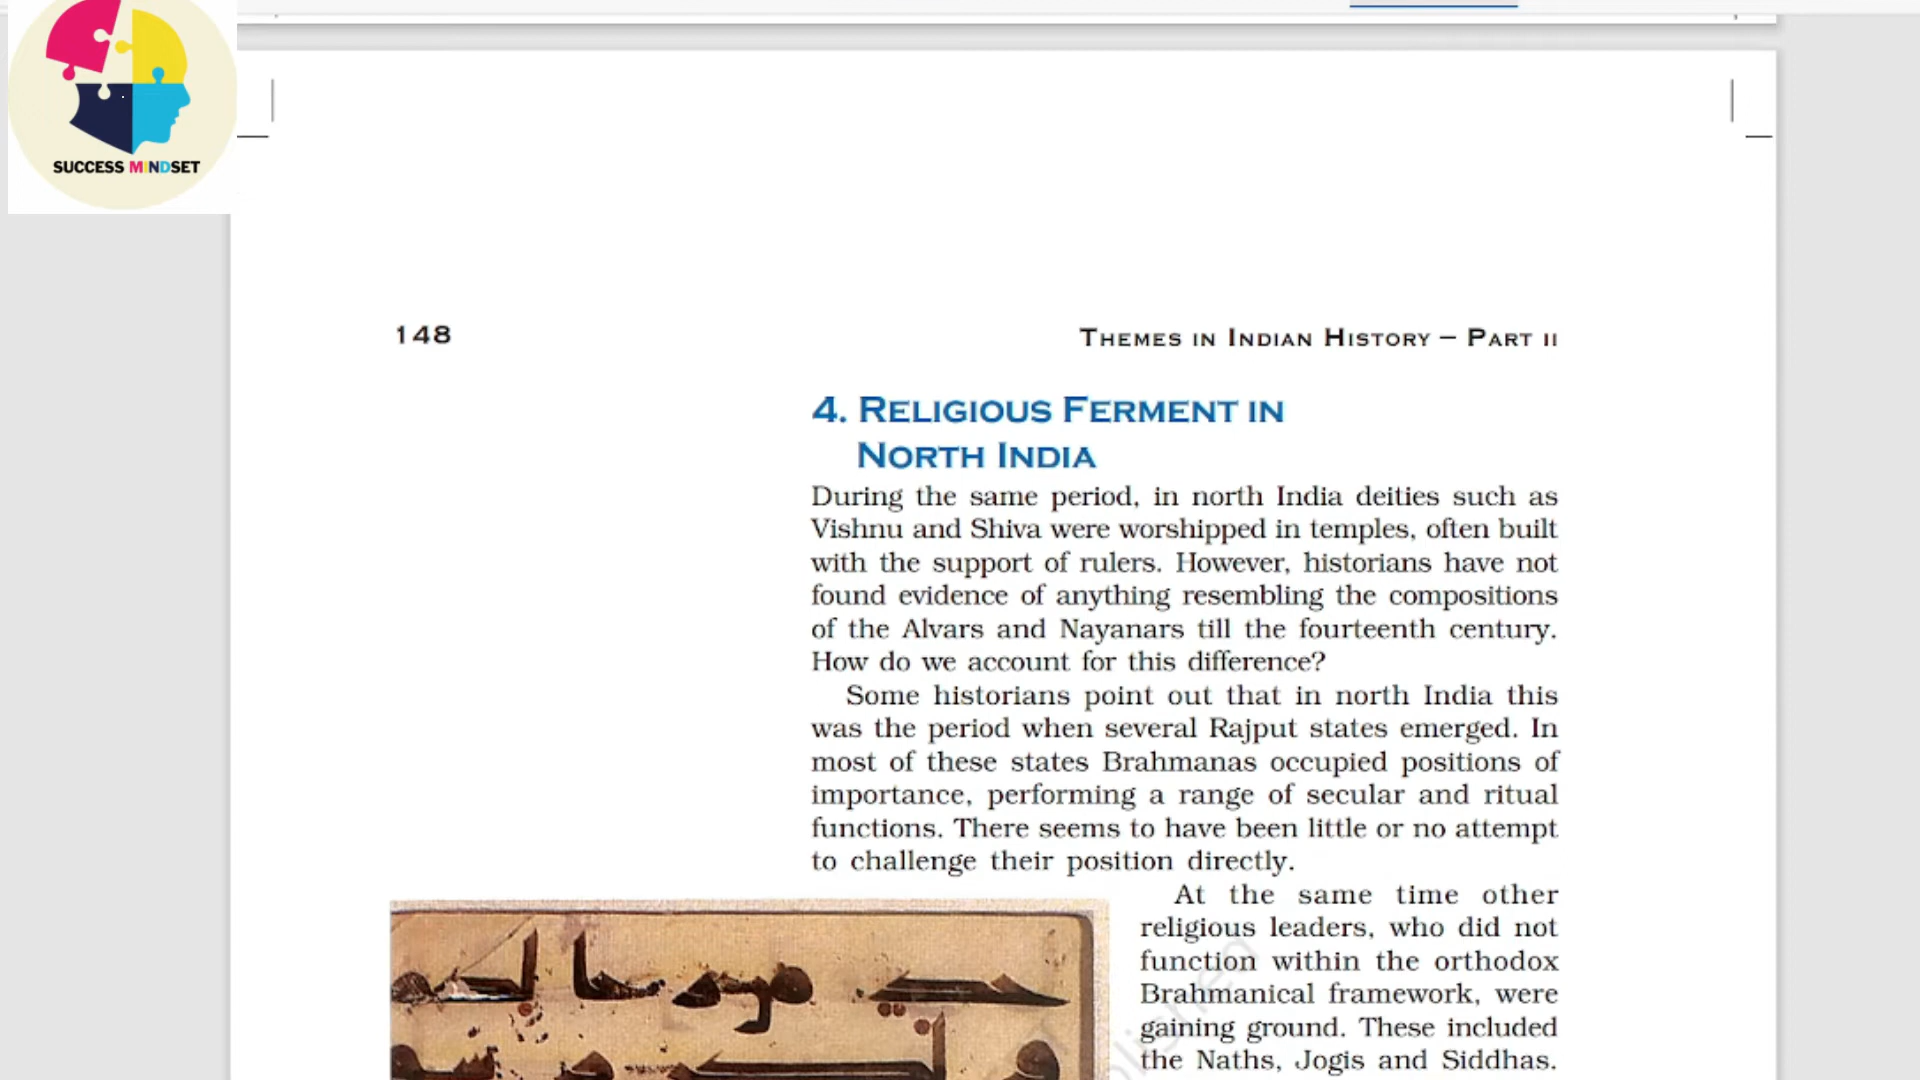 SUCCESS MINDSET
148
THEMES IN INDIAN HISTORY – PART II
4. RELIGIOUS FERMENT IN
NORTH INDIA
During the same period, in north India deities such as
Vishnu and Shiva were worshipped in temples, often built
with the support of rulers. However, historians have not
found evidence of anything resembling the compositions
of the Alvars and Nayanars till the fourteenth century.
How do we account for this difference?
Some historians point out that in north India this
was the period when several Rajput states emerged. In
most of these states Brahmanas occupied positions of
importance, performing a range of secular and ritual
functions. There seems to have been little or no attempt
to challenge their position directly.
At the same time other
religious leaders, who did not
function within the orthodox
Brahmanical framework, were
gaining ground. These included
the Naths, Jogis and Siddhas.